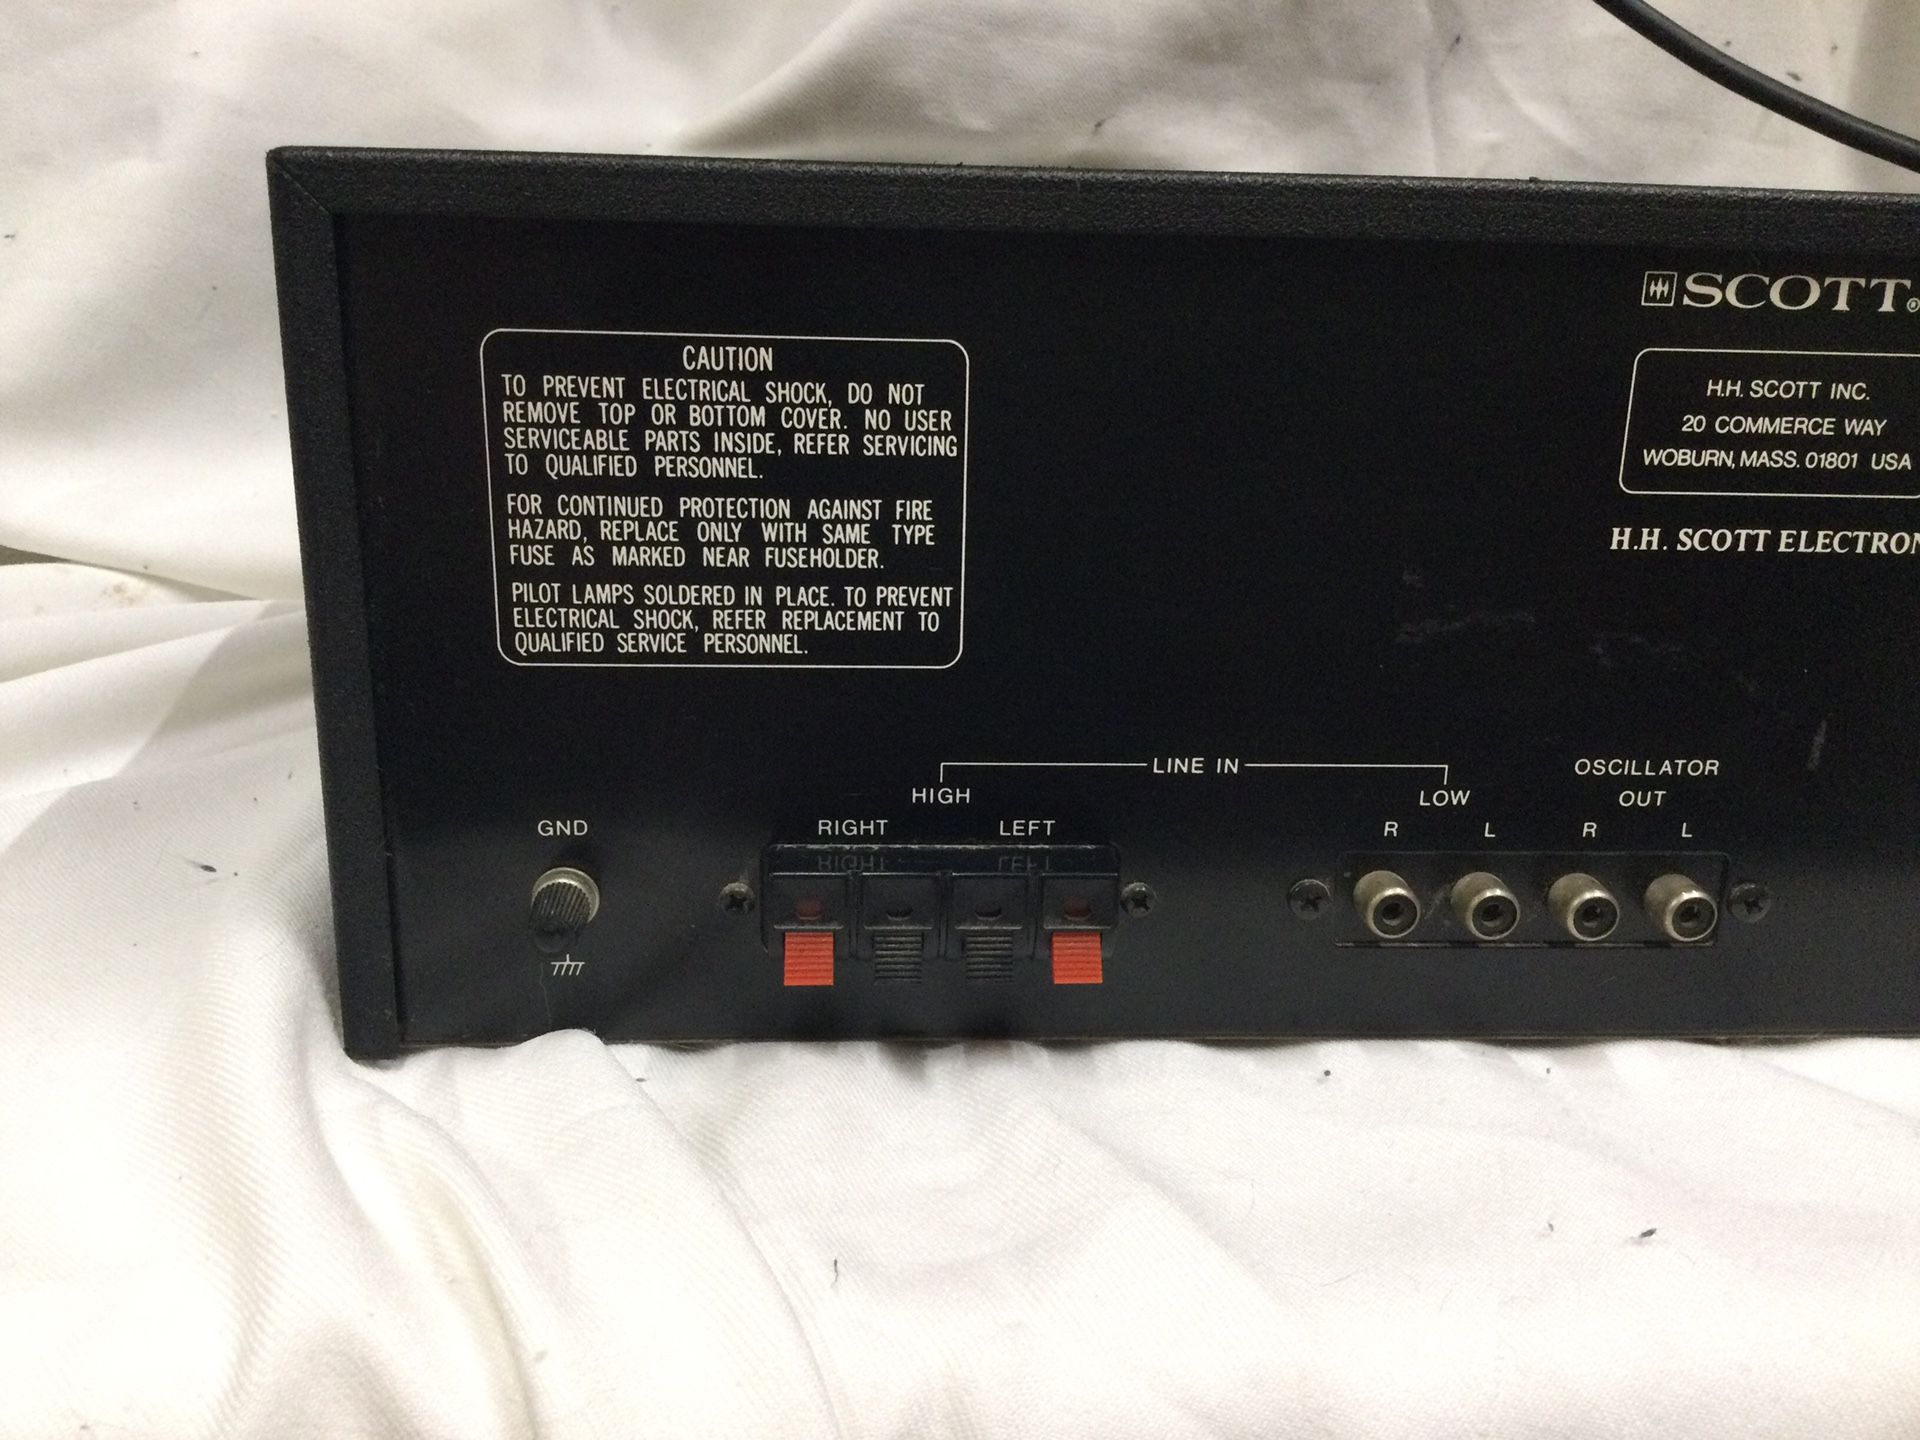 SCOTT®
H.H. SCOTT INC.
20 COMMERCE WAY
WOBURN, MASS. 01801 USA
H.H. SCOTT
CAUTION
TO PREVENT ELECTRICAL SHOCK, DO NOT
REMOVE TOP OR BOTTOM COVER. NO USER
SERVICEABLE PARTS INSIDE, REFER SERVICING
TO QUALIFIED PERSONNEL.
FOR CONTINUED PROTECTION AGAINST FIRE
HAZARD, REPLACE ONLY WITH SAME TYPE
FUSE AS MARKED NEAR FUSEHOLDER.
PILOT LAMPS SOLDERED IN PLACE. TO PREVENT
ELECTRICAL SHOCK, REFER REPLACEMENT TO
QUALIFIED SERVICE PERSONNEL.
LINE IN
HIGH
LOW
OSCILLATOR
OUT
GND
RIGHT LEFT
R L R L